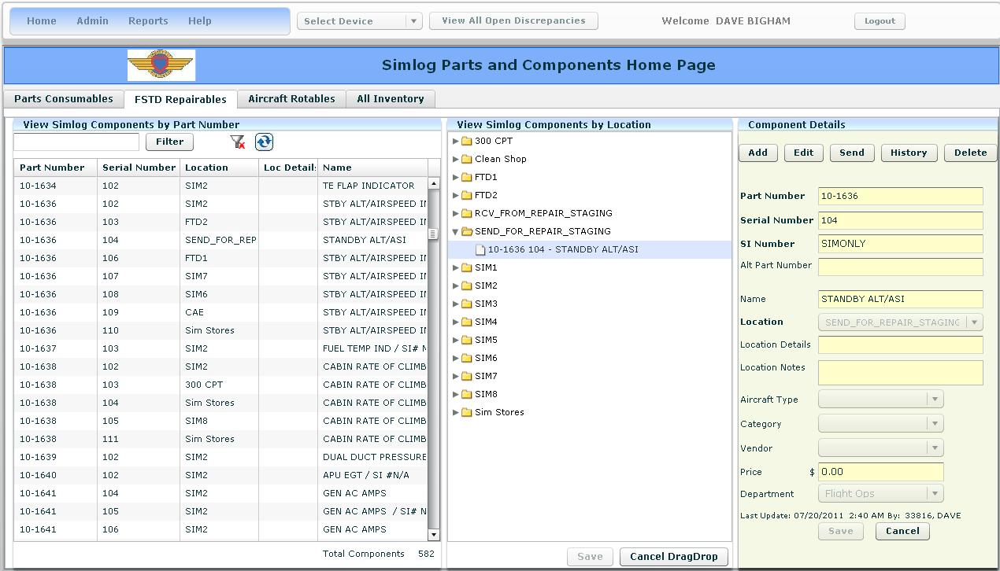 Home Admin Reports Help Select Device View All Open Discrepancies Welcome DAVE BIGHAM Logout
Simlog Parts and Components Home Page
Parts Consumables FSTD Repairables Aircraft Rotables All Inventory
View Simlog Components by Part Number
Filter
Part Number Serial Number Location Loc Details Name
10-1634 102 SIM2 TE FLAP INDICATOR
10-1636 102 SIM2 STBY ALT/AIRSPEED IN
10-1636 103 FTD2 STBY ALT/AIRSPEED IN
10-1636 104 SEND_FOR_REP STANDBY ALT/ASI
10-1636 106 FTD1 STBY ALT/AIRSPEED IN
10-1636 107 SIM7 STBY ALT/AIRSPEED IN
10-1636 108 SIM6 STBY ALT/AIRSPEED IN
10-1636 109 CAE STBY ALT/AIRSPEED IN
10-1636 110 Sim Stores STBY ALT/AIRSPEED IN
10-1637 103 SIM2 FUEL TEMP IND / SI# N
10-1638 102 SIM2 CABIN RATE OF CLIMB
10-1638 103 300 CPT CABIN RATE OF CLIMB
10-1638 104 Sim Stores CABIN RATE OF CLIMB
10-1638 105 SIM8 CABIN RATE OF CLIMB
10-1638 111 Sim Stores CABIN RATE OF CLIMB
10-1639 102 SIM2 DUAL DUCT PRESSURE
10-1640 102 SIM2 APU EGT / SI #N/A
10-1641 104 SIM2 GEN AC AMPS
10-1641 105 SIM2 GEN AC AMPS / SI# N
10-1641 106 SIM2 GEN AC AMPS
Total Components 582
View Simlog Components by Location
300 CPT
Clean Shop
FTD1
FTD2
RCV_FROM_REPAIR_STAGING
SEND_FOR_REPAIR_STAGING
10-1636 104 - STANDBY ALT/ASI
SIM1
SIM2
SIM3
SIM4
SIM5
SIM6
SIM7
SIM8
Sim Stores
Save Cancel DragDrop
Component Details
Add Edit Send History Delete
Part Number 10-1636
Serial Number 104
SI Number SIMONLY
Alt Part Number
Name STANDBY ALT/ASI
Location SEND_FOR_REPAIR_STAGING
Location Details
Location Notes
Aircraft Type
Category
Vendor
Price $ 0.00
Department Flight Ops
Last Update: 07/20/2011 2:40 AM By: 33816, DAVE
Save Cancel